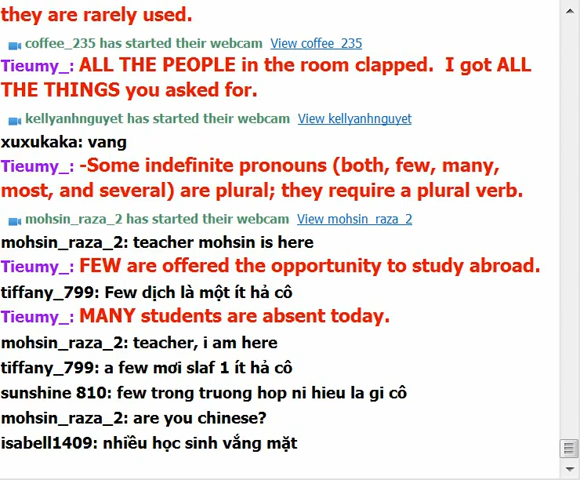 they are rarely used.
coffee_235 has started their webcam View coffee_235
Tieumy_: ALL THE PEOPLE in the room clapped. I got ALL
THE THINGS you asked for.
kellyanhnguyet has started their webcam View kellyanhnguyet
xuxukaka: vang
Tieumy_: -Some indefinite pronouns (both, few, many,
most, and several) are plural; they require a plural verb.
mohsin_raza_2 has started their webcam View mohsin_raza_2
mohsin_raza_2: teacher mohsin is here
Tieumy_: FEW are offered the opportunity to study abroad.
tiffany_799: Few dịch là một ít hả cô
Tieumy_: MANY students are absent today.
mohsin_raza_2: teacher, i am here
tiffany_799: a few mơi slaf 1 ít hả cô
sunshine 810: few trong truong hop ni hieu la gi cô
mohsin_raza_2: are you chinese?
isabell1409: nhiều học sinh vắng mặt